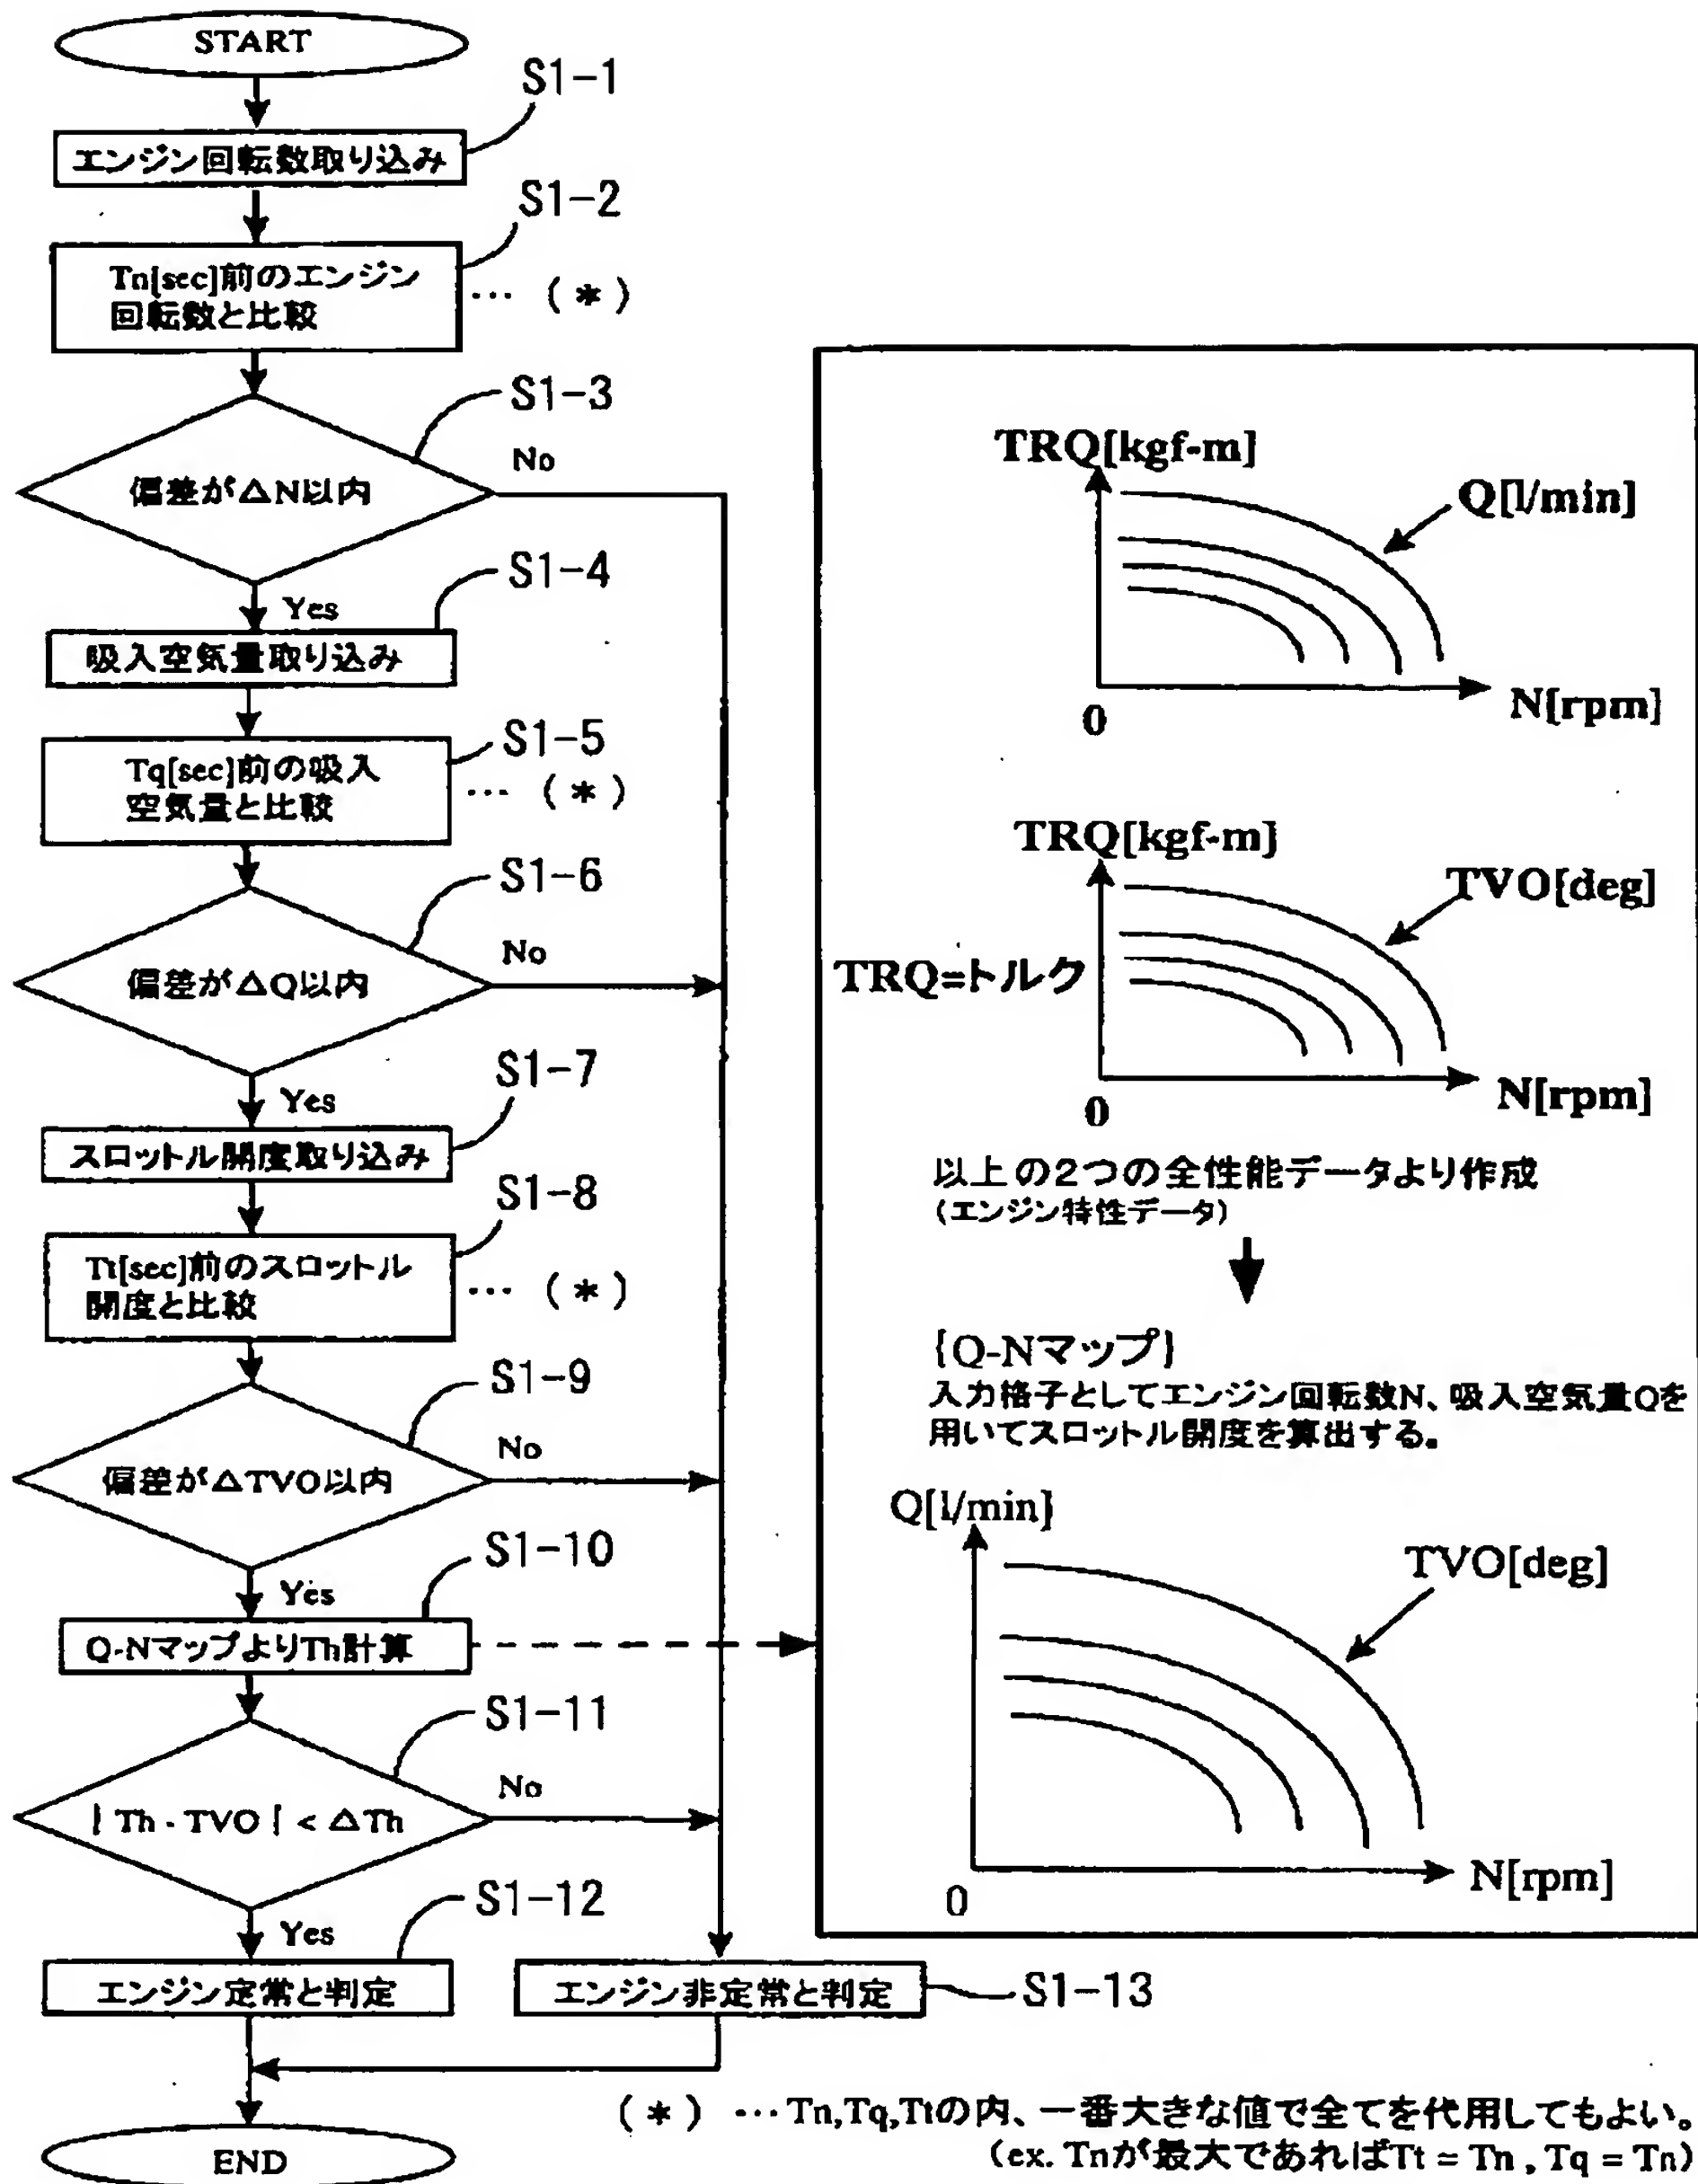 START
S1-1
エンジン回転数取り込み
S1-2
Tn[sec]前のエンジン
回転数と比較
… (*)
S1-3
偏差が△N以内
No
Yes
S1-4
吸入空気量取り込み
S1-5
Tq[sec]前の吸入
空気量と比較
… (*)
S1-6
偏差が△Q以内
No
Yes
S1-7
スロットル開度取り込み
S1-8
Tt[sec]前のスロットル
開度と比較
… (*)
S1-9
偏差が△TVO以内
No
Yes
S1-10
Q-NマップよりTh計算
S1-11
| Th - TVO | < △Th
No
Yes
S1-12
エンジン定常と判定
エンジン非定常と判定
S1-13
END
TRQ[kgf-m]
Q[l/min]
0
N[rpm]
TRQ[kgf-m]
TVO[deg]
TRQ=トルク
0
N[rpm]
以上の2つの全性能データより作成
(エンジン特性データ)
{Q-Nマップ}
入力格子としてエンジン回転数N、吸入空気量Qを
用いてスロットル開度を算出する。
Q[l/min]
TVO[deg]
0
N[rpm]
(*) …Tn,Tq,Ttの内、一番大きな値で全てを代用してもよい。
(ex. Tnが最大であればTt = Tn , Tq = Tn)